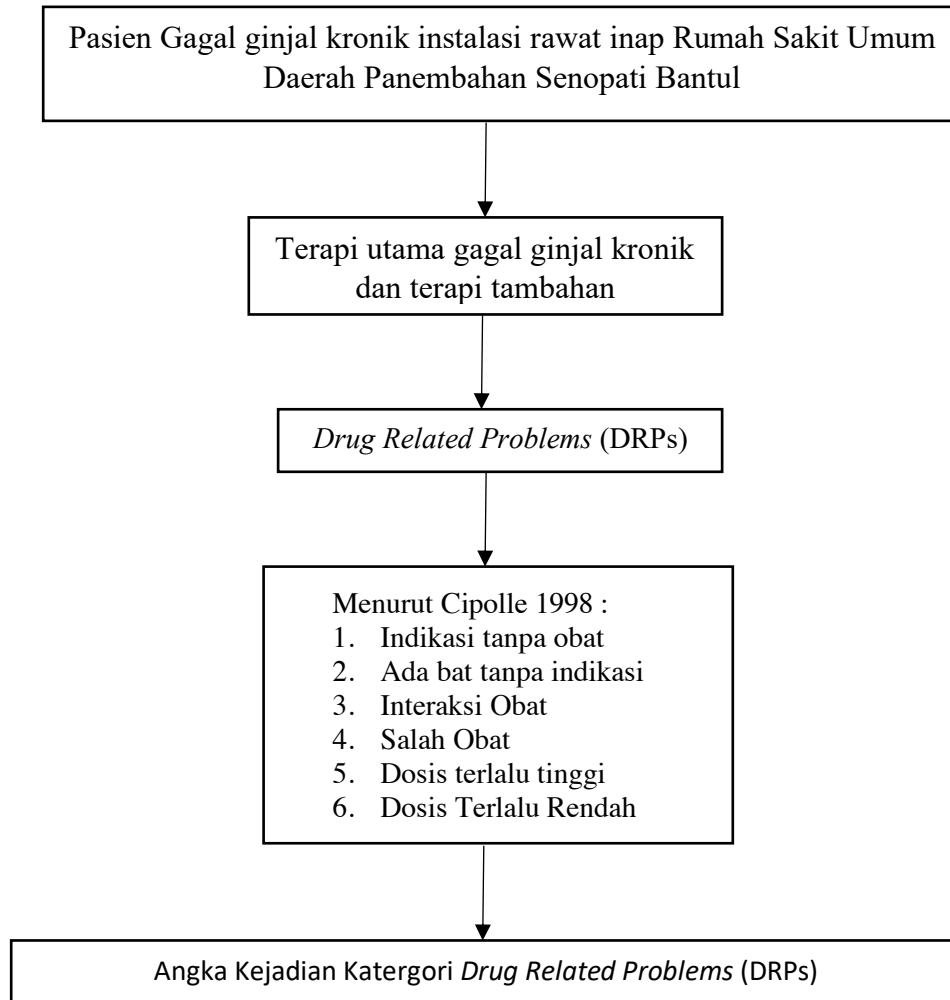 Pasien Gagal ginjal kronik instalasi rawat inap Rumah Sakit Umum
Daerah Panembahan Senopati Bantul
Terapi utama gagal ginjal kronik
dan terapi tambahan
Drug Related Problems (DRPs)
Menurut Cipolle 1998 :
1. Indikasi tanpa obat
2. Ada bat tanpa indikasi
3. Interaksi Obat
4. Salah Obat
5. Dosis terlalu tinggi
6. Dosis Terlalu Rendah
Angka Kejadian Katergori Drug Related Problems (DRPs)